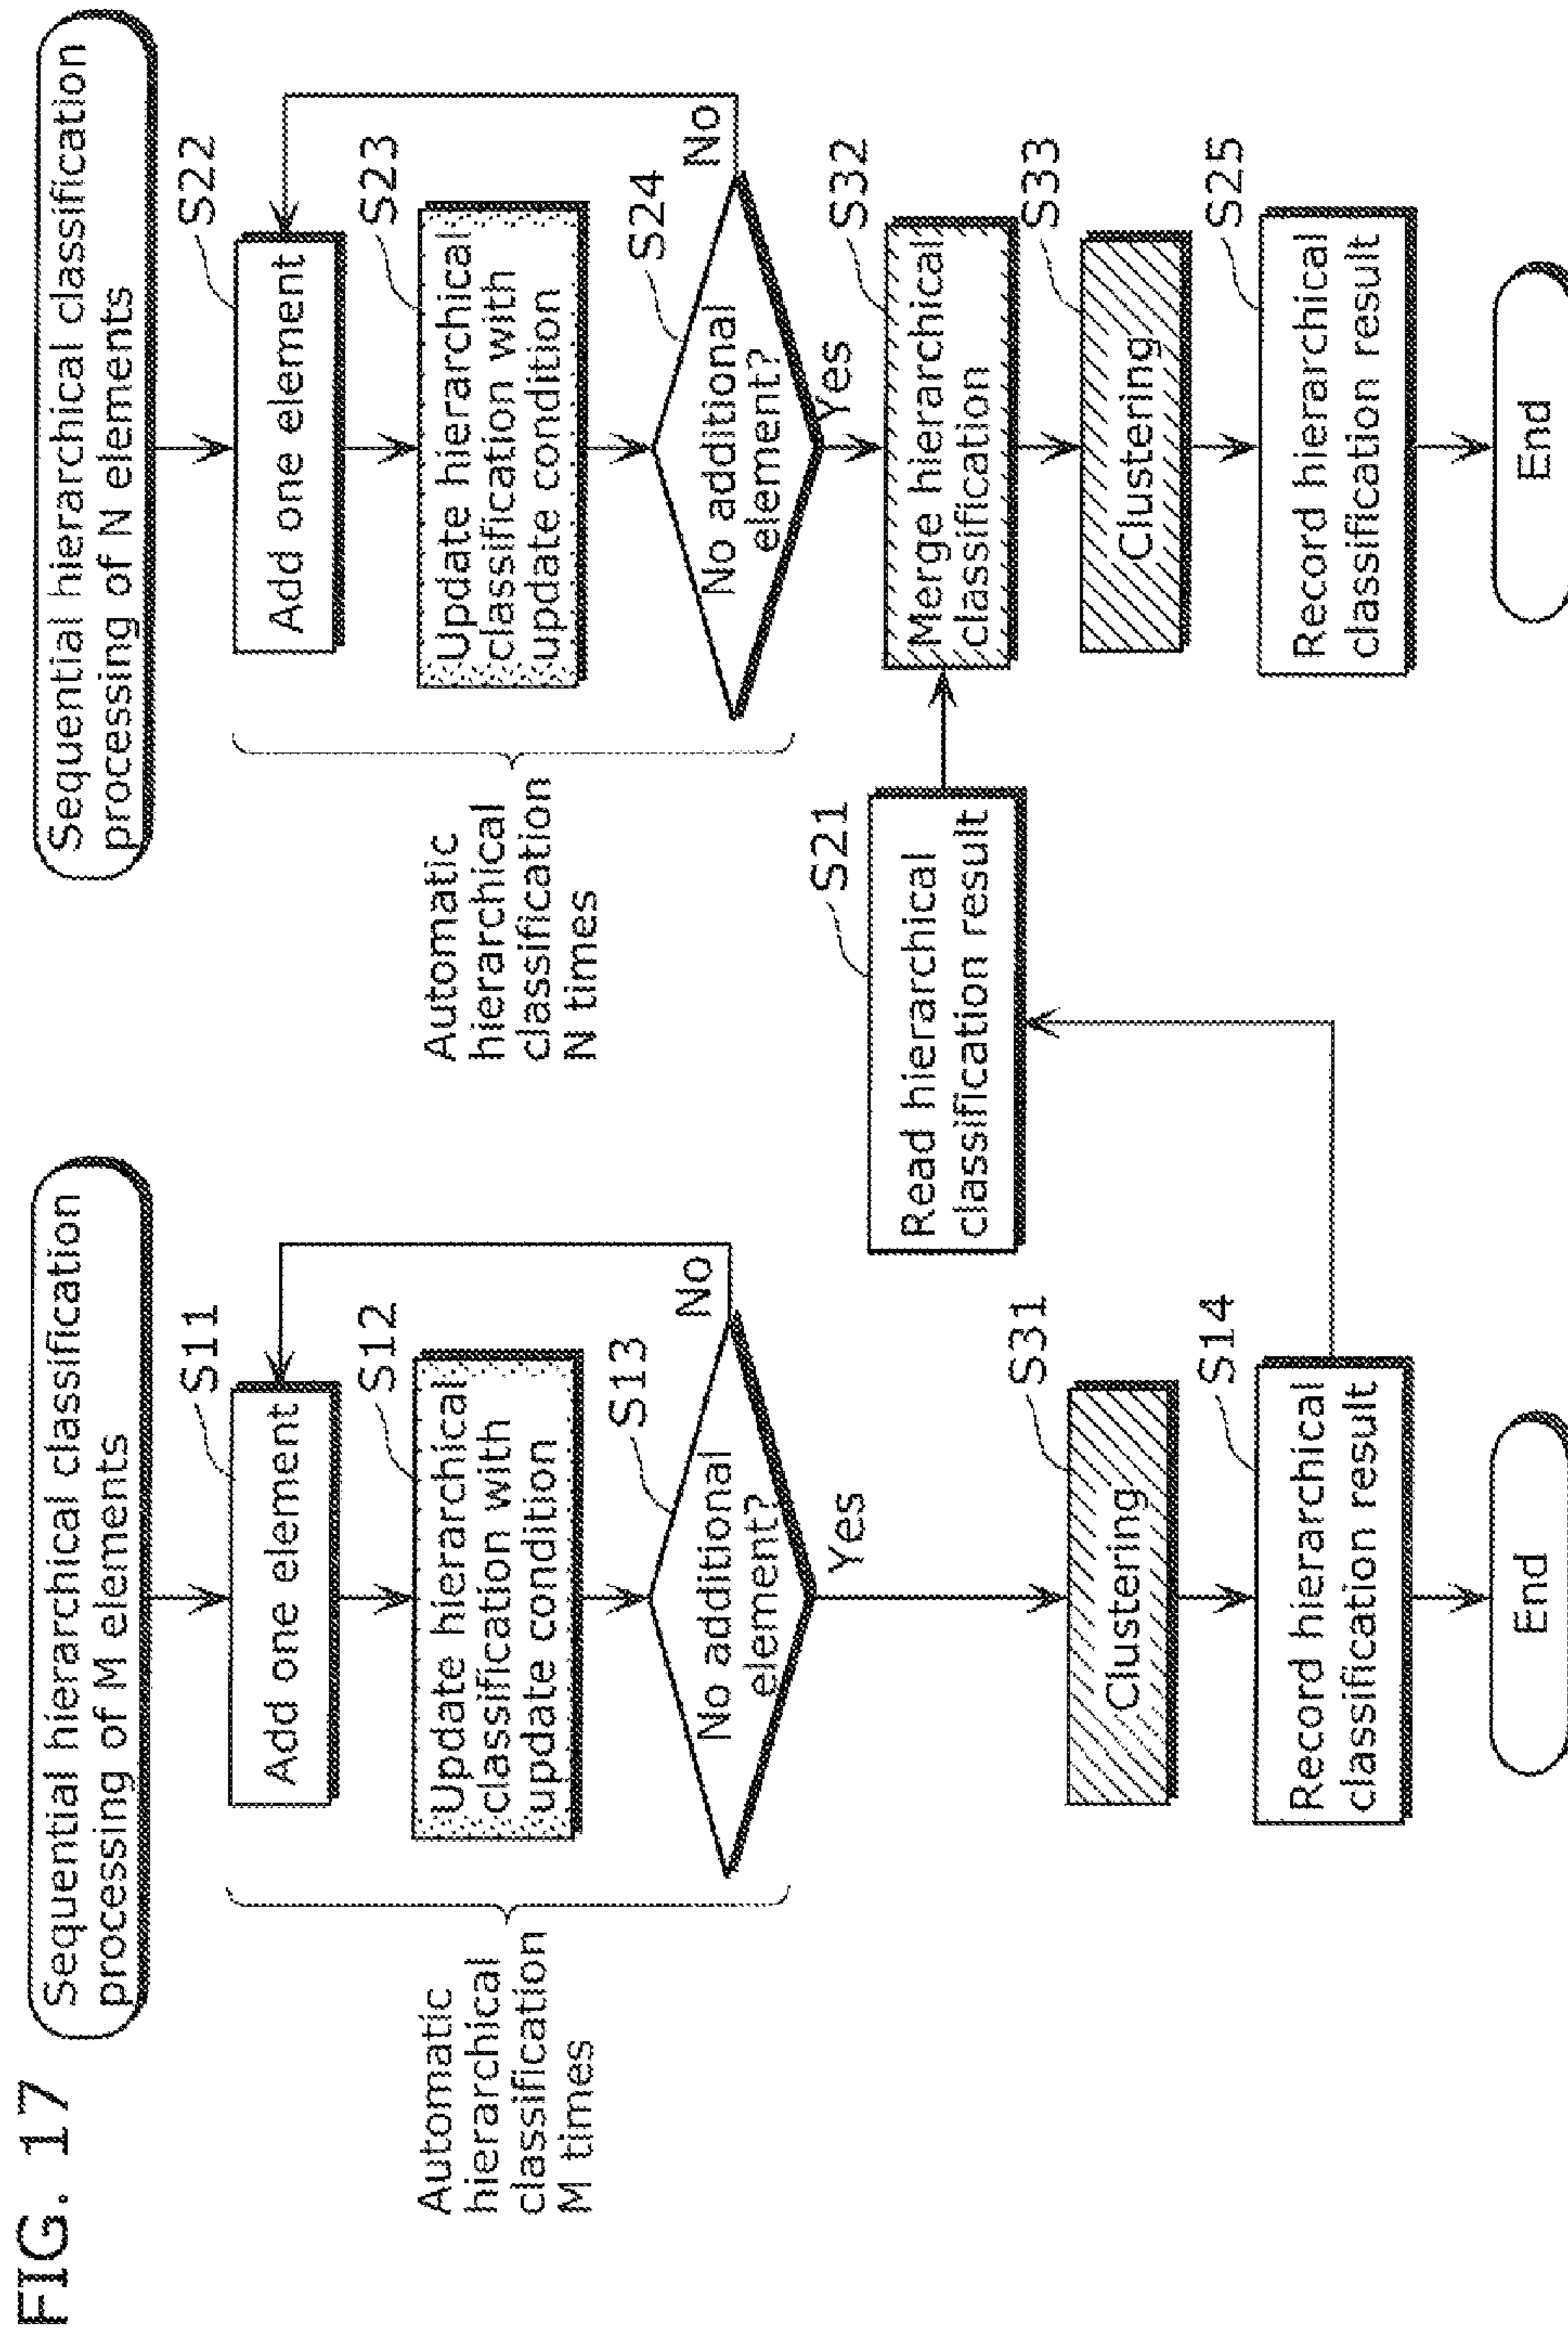 FIG. 17
Sequential hierarchical classification
processing of M elements
S11
Add one element
S12
Update hierarchical
classification with
update condition
S13
No additional
element?
No
Yes
Automatic
hierarchical
classification
M times
S31
Clustering
S14
Record hierarchical
classification result
End
S21
Read hierarchical
classification result
Sequential hierarchical classification
processing of N elements
S22
Add one element
S23
Update hierarchical
classification with
update condition
S24
No additional
element?
No
Yes
Automatic
hierarchical
classification
N times
S32
Merge hierarchical
classification
S33
Clustering
S25
Record hierarchical
classification result
End